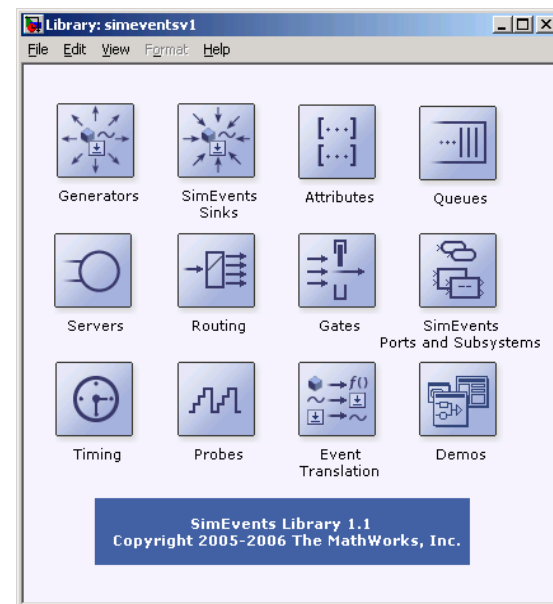 Library: simeventsv1
File Edit View Format Help
[...]
[...]
...
Generators
SimEvents
Sinks
Attributes
Queues
Servers
Routing
Gates
SimEvents
Ports and Subsystems
f()
Timing
Probes
Event
Translation
Demos
SimEvents Library 1.1
Copyright 2005-2006 The MathWorks, Inc.